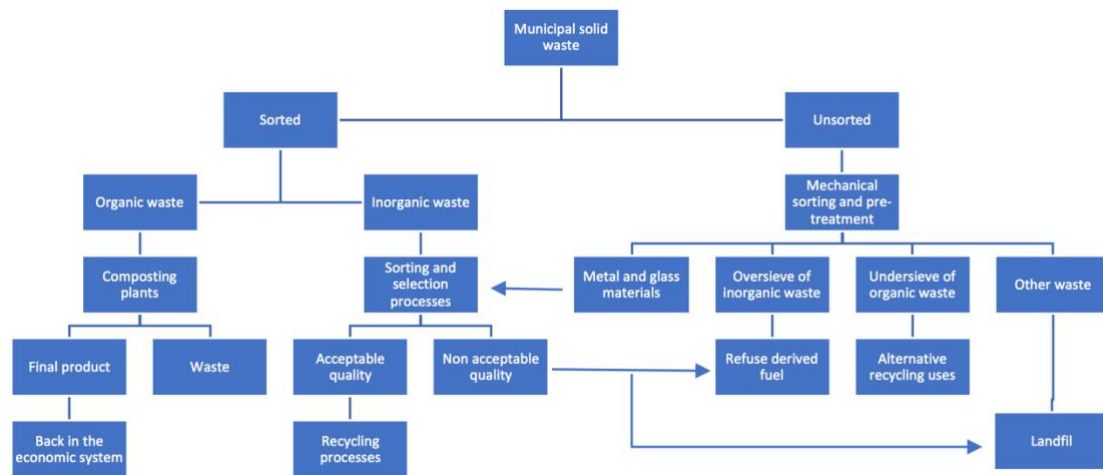 Municipal solid
waste
Sorted
Unsorted
Organic waste
Inorganic waste
Mechanical
sorting and pre-
treatment
Composting
plants
Sorting and
selection
processes
Metal and glass
materials
Oversieve of
inorganic waste
Undersieve of
organic waste
Other waste
Final product
Waste
Acceptable
quality
Non acceptable
quality
Refuse derived
fuel
Alternative
recycling uses
Back in the
economic system
Recycling
processes
Landfil